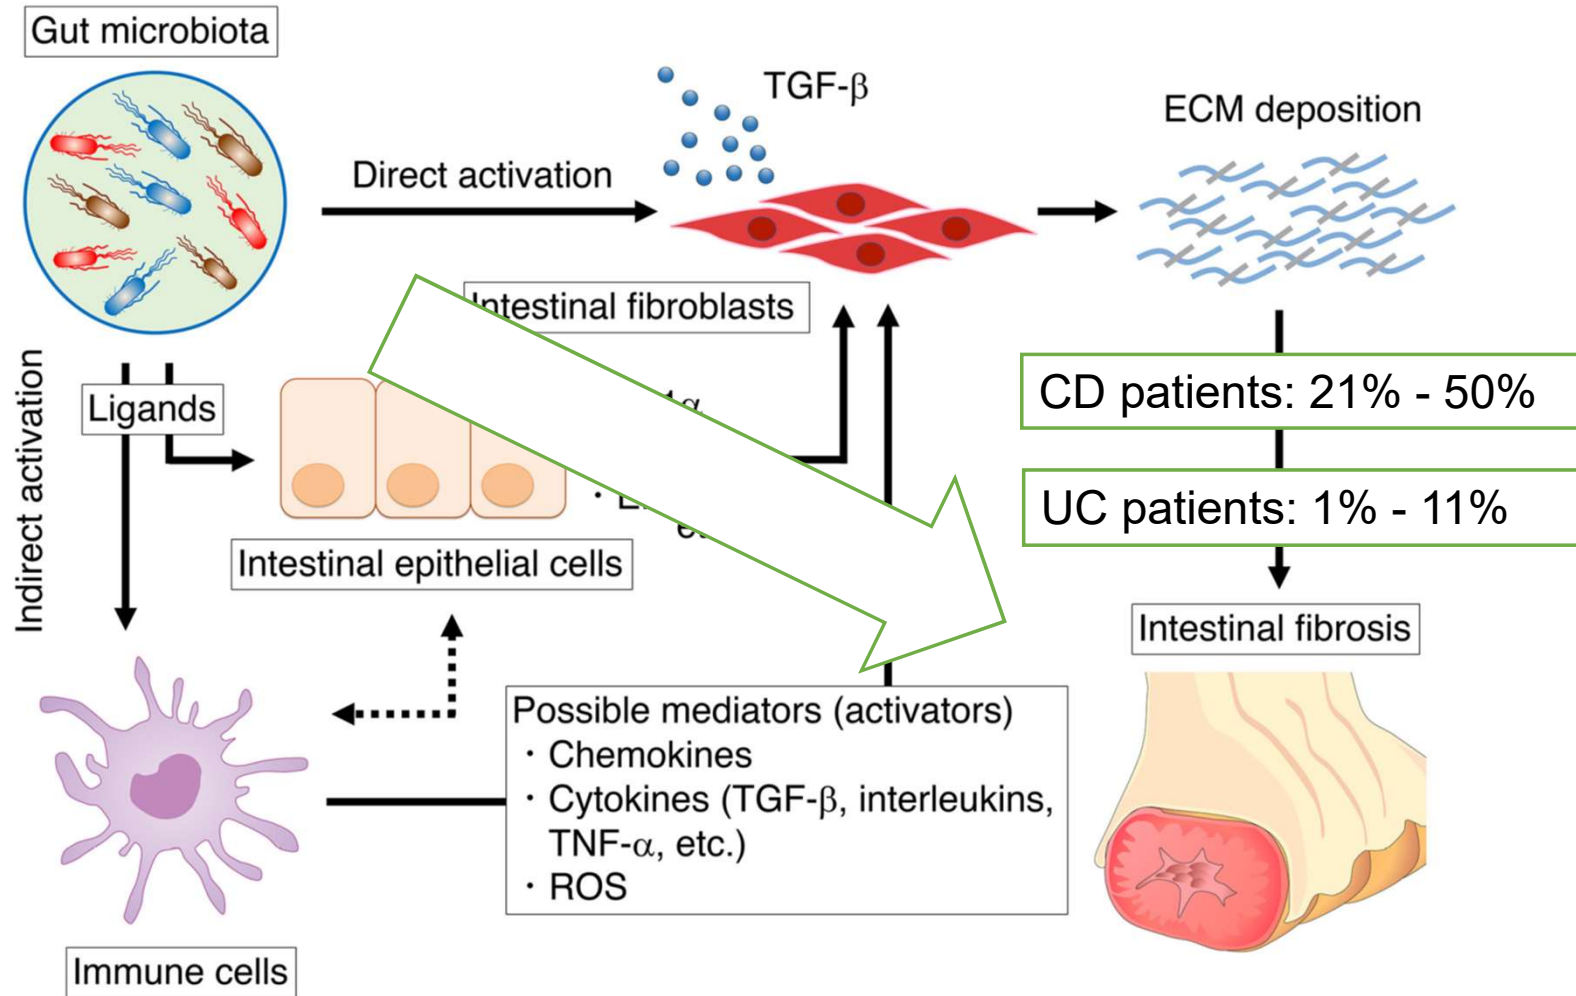 Gut microbiota
TGF-β
ECM deposition
Direct activation
Intestinal fibroblasts
CD patients: 21% - 50%
Ligands
Indirect activation
UC patients: 1% - 11%
Intestinal epithelial cells
Intestinal fibrosis
Possible mediators (activators)
· Chemokines
· Cytokines (TGF-β, interleukins,
TNF-α, etc.)
· ROS
Immune cells